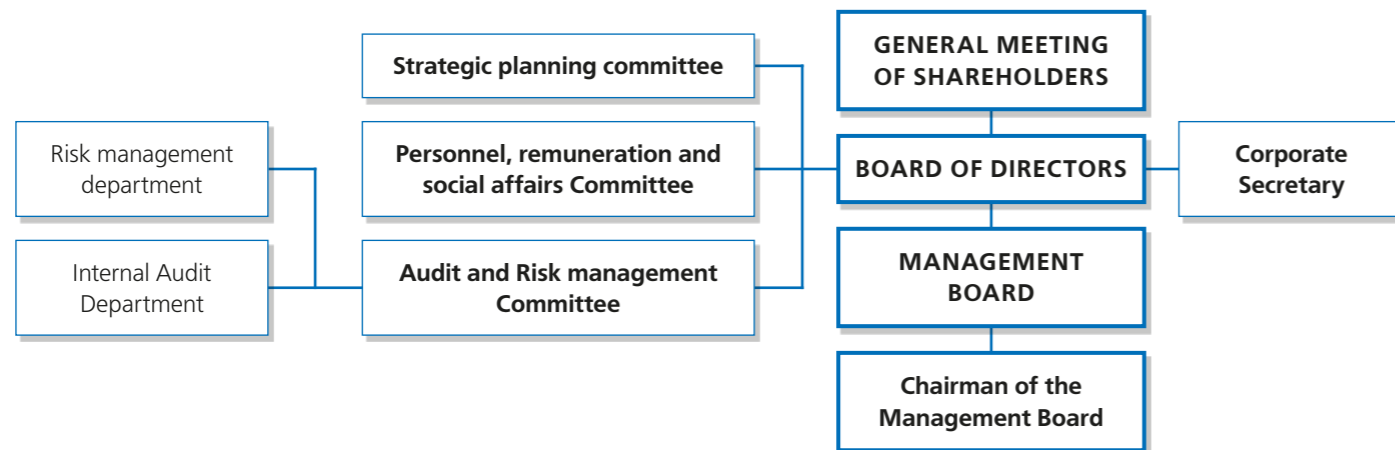 GENERAL MEETING
OF SHAREHOLDERS
Strategic planning committee
Risk management
department
Personnel, remuneration and
social affairs Committee
BOARD OF DIRECTORS
Corporate
Secretary
Internal Audit
Department
Audit and Risk management
Committee
MANAGEMENT
BOARD
Chairman of the
Management Board